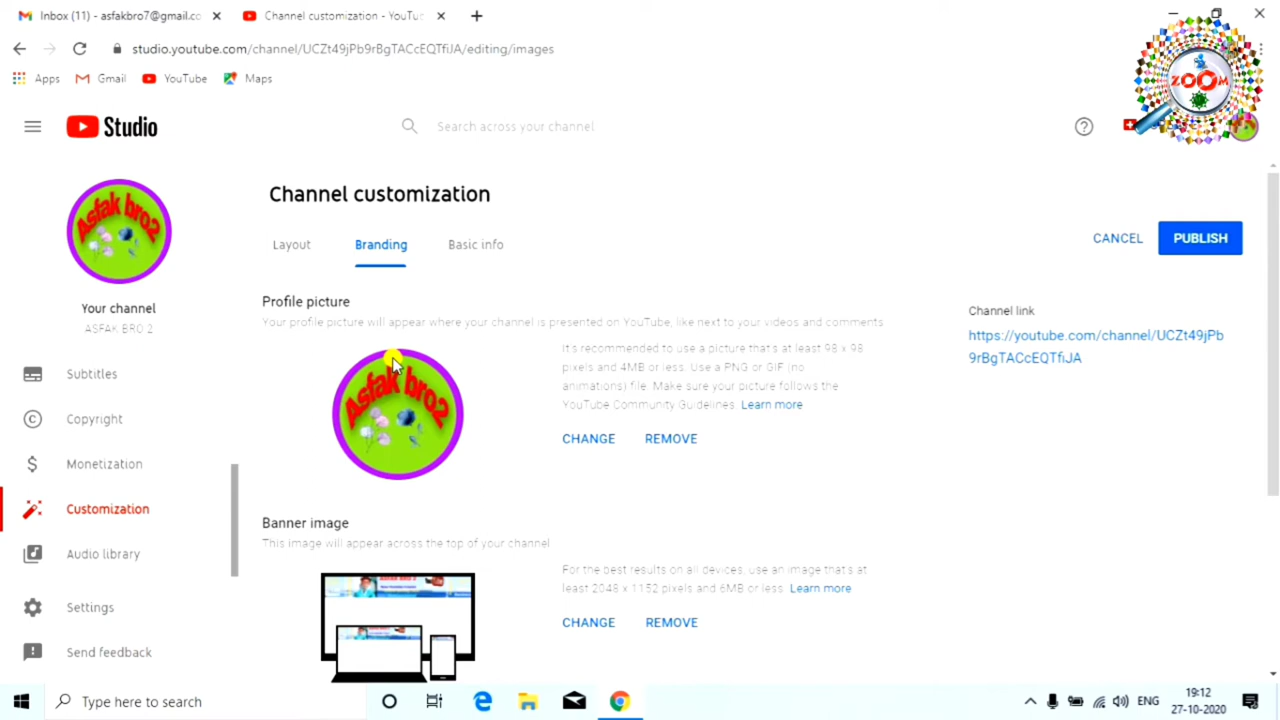 Inbox (11) - asfakbro7@gmail.co
Channel customization - YouTu
studio.youtube.com/channel/UCZt49jPb9rBgTACcEQTfiJA/editing/images
Apps
Gmail
YouTube
Maps
ZOOM
Studio
Search across your channel
Asfak bro2
Your channel
ASFAK BRO 2
Subtitles
Copyright
Monetization
Customization
Audio library
Settings
Send feedback
Channel customization
Layout
Branding
Basic info
CANCEL
PUBLISH
Profile picture
Your profile picture will appear where your channel is presented on YouTube, like next to your videos and comments
Asfak bro2
It's recommended to use a picture that's at least 98 x 98
pixels and 4MB or less. Use a PNG or GIF (no
animations) file. Make sure your picture follows the
YouTube Community Guidelines. Learn more
CHANGE
REMOVE
Channel link
https://youtube.com/channel/UCZt49jPb
9rBgTACcEQTfiJA
Banner image
This image will appear across the top of your channel
ASFAK BRO 2
For the best results on all devices, use an image that's at
least 2048 x 1152 pixels and 6MB or less. Learn more
CHANGE
REMOVE
Type here to search
ENG
19:12
27-10-2020